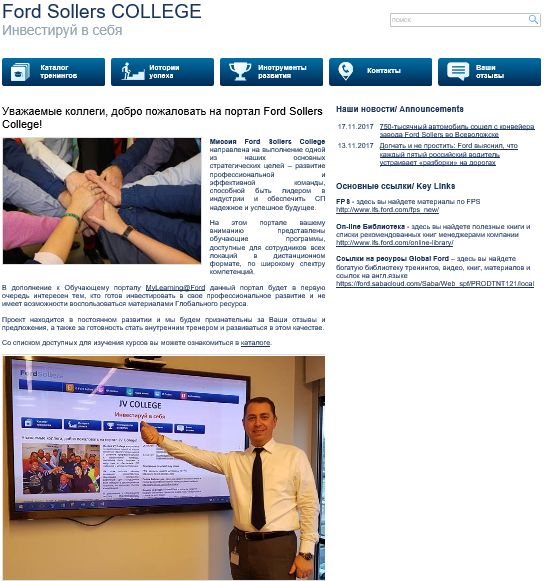 Ford Sollers COLLEGE
Инвестируй в себя
поиск
Каталог
тренингов
Истории
успеха
Инструменты
развития
Контакты
Ваши
отзывы
Уважаемые коллеги, добро пожаловать на портал Ford Sollers
College!
Миссия Ford Sollers College
направлена на выполнение одной
из наших основных
стратегических целей – развитие
профессиональной и
эффективной команды,
способной быть лидером в
индустрии и обеспечить СП
надежное и успешное будущее.
На этом портале вашему
вниманию представлены
обучающие программы,
доступные для сотрудников всех
локаций в дистанционном
формате, по широкому спектру
компетенций.
В дополнение к Обучающему порталу MyLearning@Ford данный портал будет в первую
очередь интересен тем, кто готов инвестировать в свое профессиональное развитие и не
имеет возможности воспользоваться материалами Глобального ресурса.
Проект находится в постоянном развитии и мы будем признательны за Ваши отзывы и
предложения, а также за готовность стать внутренним тренером и развиваться в этом качестве.
Со списком доступных для изучения курсов вы можете ознакомиться в каталоге.
Наши новости/ Announcements
17.11.2017 750-тысячный автомобиль сошел с конвейера
завода Ford Sollers во Всеволожске
13.11.2017 Догнать и не простить: Ford выяснил, что
каждый пятый российский водитель
устраивает «разборки» на дорогах
Основные ссылки/ Key Links
FP S - здесь вы найдете материалы по FPS
http://www.lfs.ford.com/fps_new/
On-line Библиотека - здесь вы найдете полезные книги и
списки рекомендованных книг менеджерами компании
http://www.lfs.ford.com/online-library/
Ссылки на ресурсы Global Ford – здесь вы найдете
богатую библиотеку тренингов, видео, книг, материалов и
ссылок на англ.языке
https://ford.sabacloud.com/Saba/Web_spf/PRODTNT121/local
FordSollers
JV COLLEGE
Инвестируй в себя